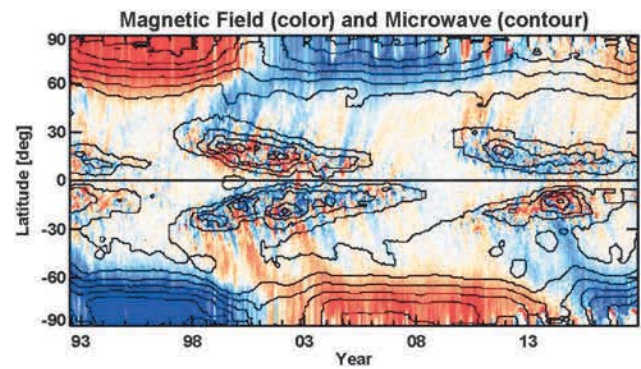 Magnetic Field (color) and Microwave (contour)
90
60
30
0
-30
-60
-90
Latitude [deg]
93 98 03 08 13
Year